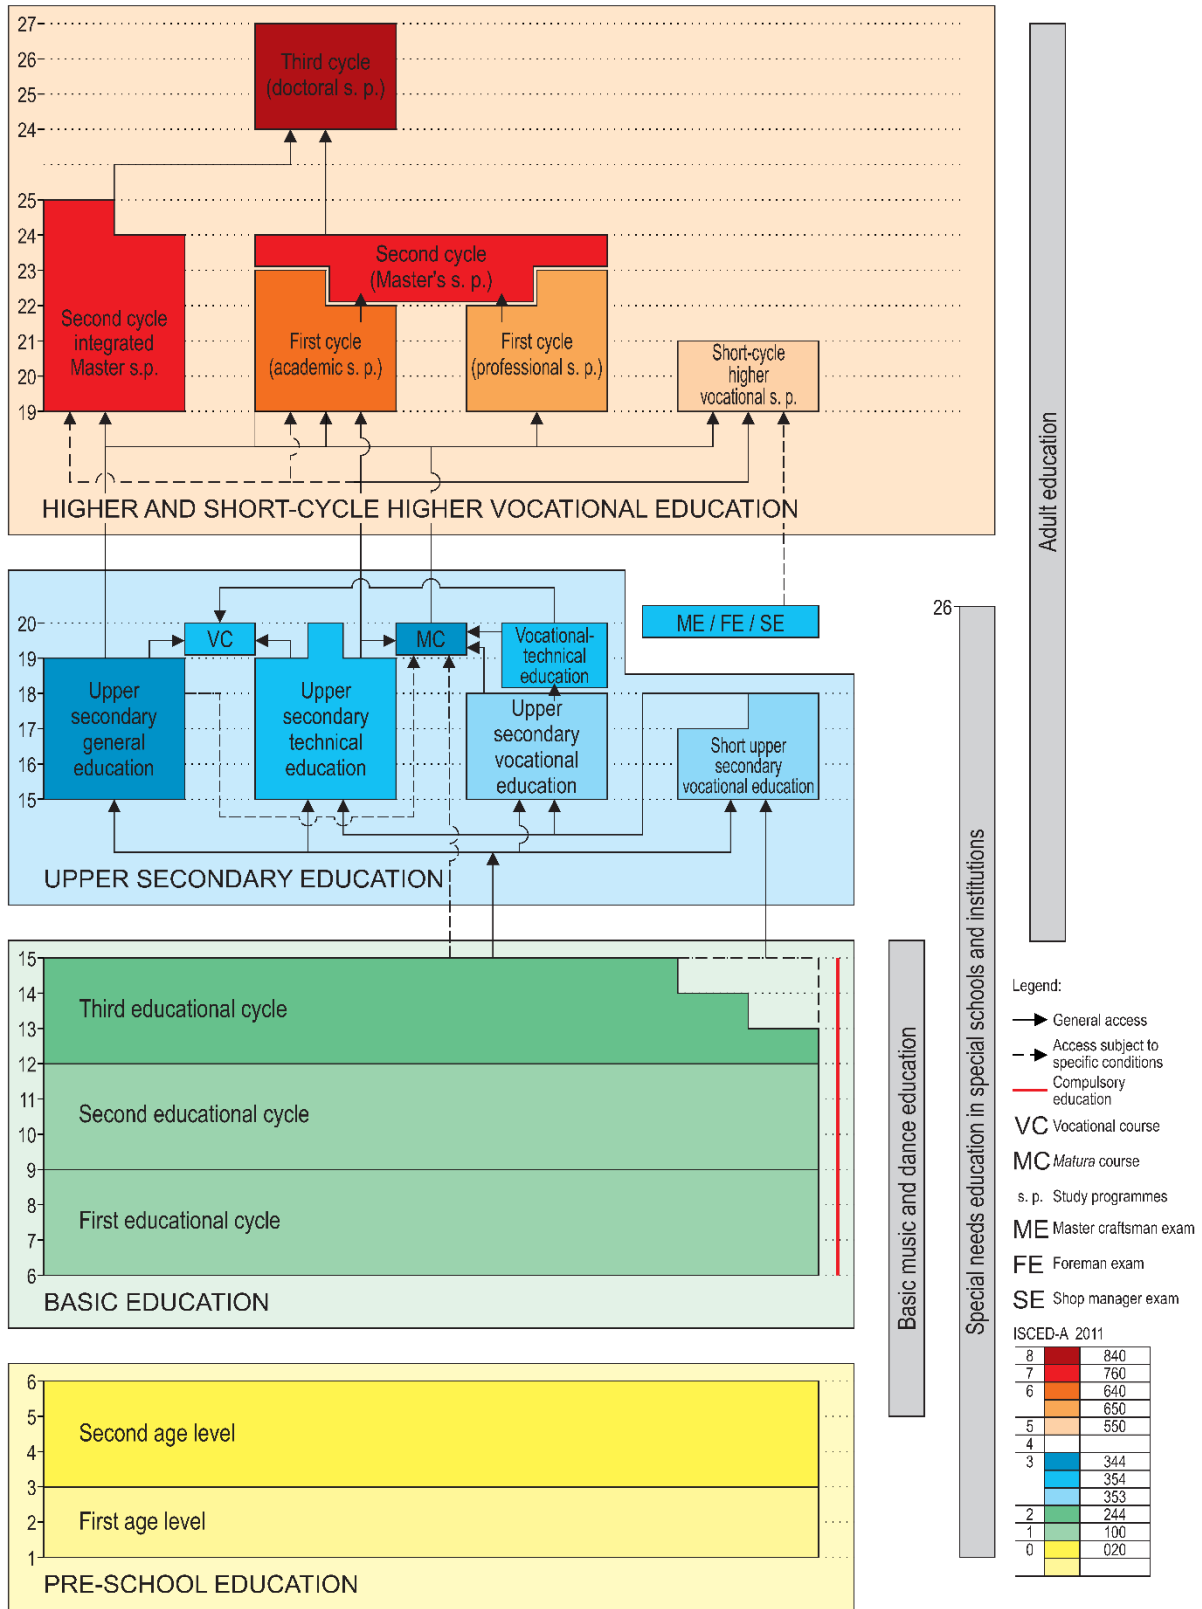 27
26
25
24
Third cycle
(doctoral s. p.)
25
24
23
22
21
20
19
Second cycle
integrated
Master s.p.
Second cycle
(Master's s. p.)
First cycle
(academic s. p.)
First cycle
(professional s. p.)
Short-cycle
higher
vocational s. p.
HIGHER AND SHORT-CYCLE HIGHER VOCATIONAL EDUCATION
20
19
18
17
16
15
VC
MC
Vocational-
technical
education
ME / FE / SE
Upper
secondary
general
education
Upper
secondary
technical
education
Upper
secondary
vocational
education
Short upper
secondary
vocational education
UPPER SECONDARY EDUCATION
15
14
13
12
11
10
9
8
7
6
Third educational cycle
Second educational cycle
First educational cycle
BASIC EDUCATION
6
5
4
3
2
1
Second age level
First age level
PRE-SCHOOL EDUCATION
Basic music and dance education
26
Special needs education in special schools and institutions
Adult education
Legend:
General access
Access subject to
specific conditions
Compulsory
education
VC Vocational course
MC Matura course
s. p. Study programmes
ME Master craftsman exam
FE Foreman exam
SE Shop manager exam
ISCED-A 2011
8 840
7 760
6 640
650
5 550
4
3 344
354
353
2 244
1 100
0 020